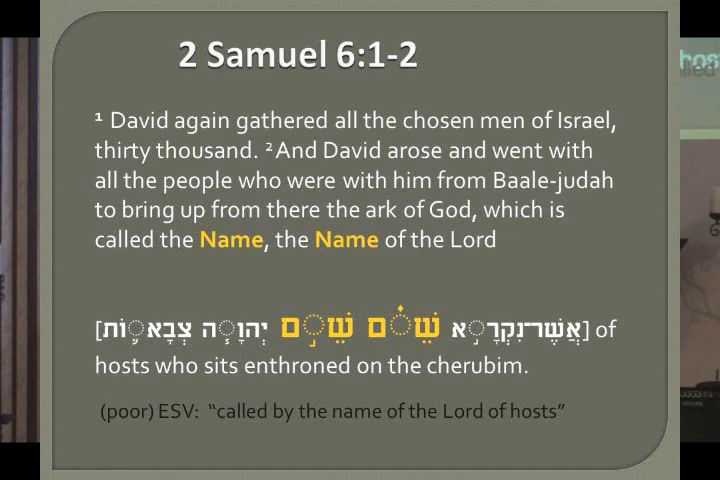 2 Samuel 6:1-2
¹ David again gathered all the chosen men of Israel,
thirty thousand. ² And David arose and went with
all the people who were with him from Baale-judah
to bring up from there the ark of God, which is
called the Name, the Name of the Lord
[אֲשֶׁר־נִקְרָ֣א שֵׁ֗ם שֵׁ֣ם יְהוָ֧ה צְבָא֛וֹת] of
hosts who sits enthroned on the cherubim.
(poor) ESV: “called by the name of the Lord of hosts”